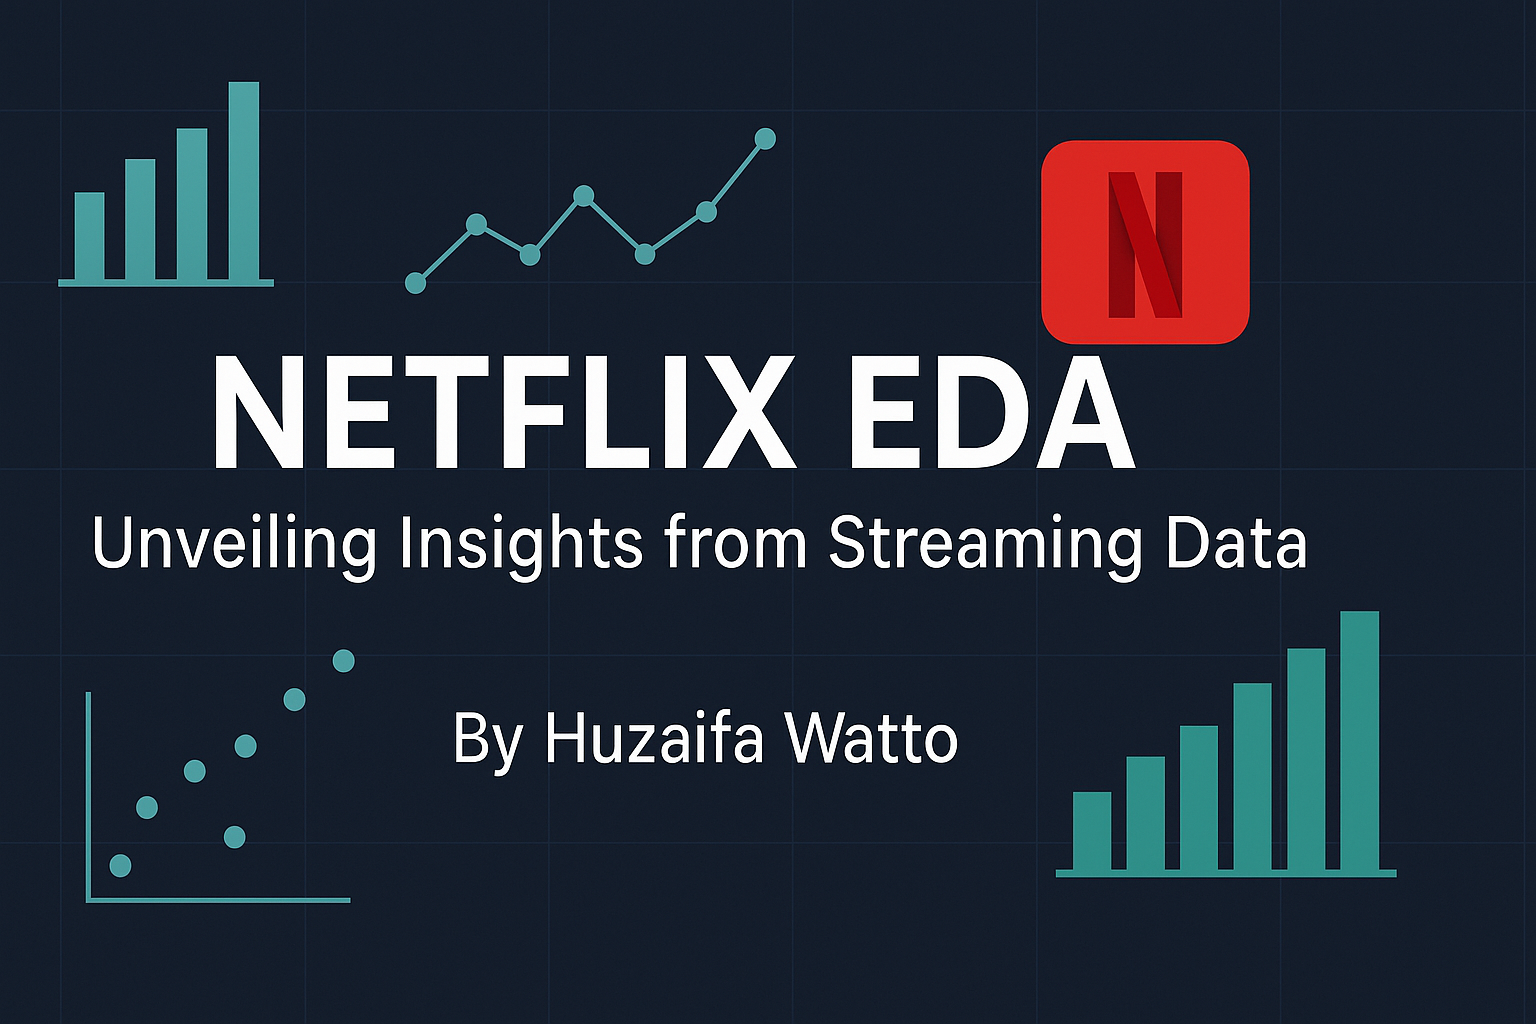 N
NETFLIX EDA
Unveiling Insights from Streaming Data
By Huzaifa Watto